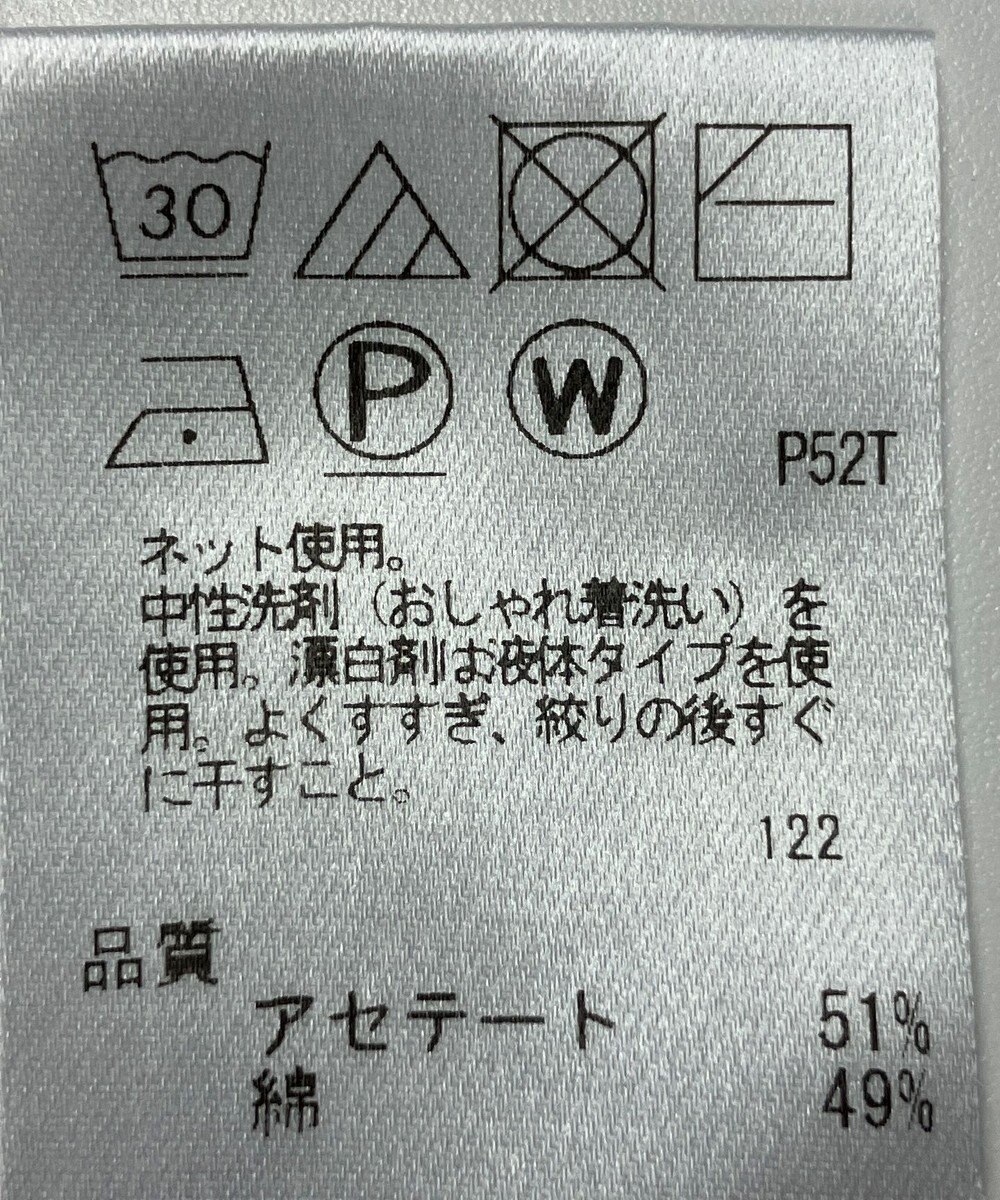 30
P W
P52T
ネット使用。
中性洗剤（おしゃれ着洗い）を
使用。漂白剤は液体タイプを使
用。よくすすぎ、絞りの後すぐ
に干すこと。
122
品質
アセテート 51%
綿 49%